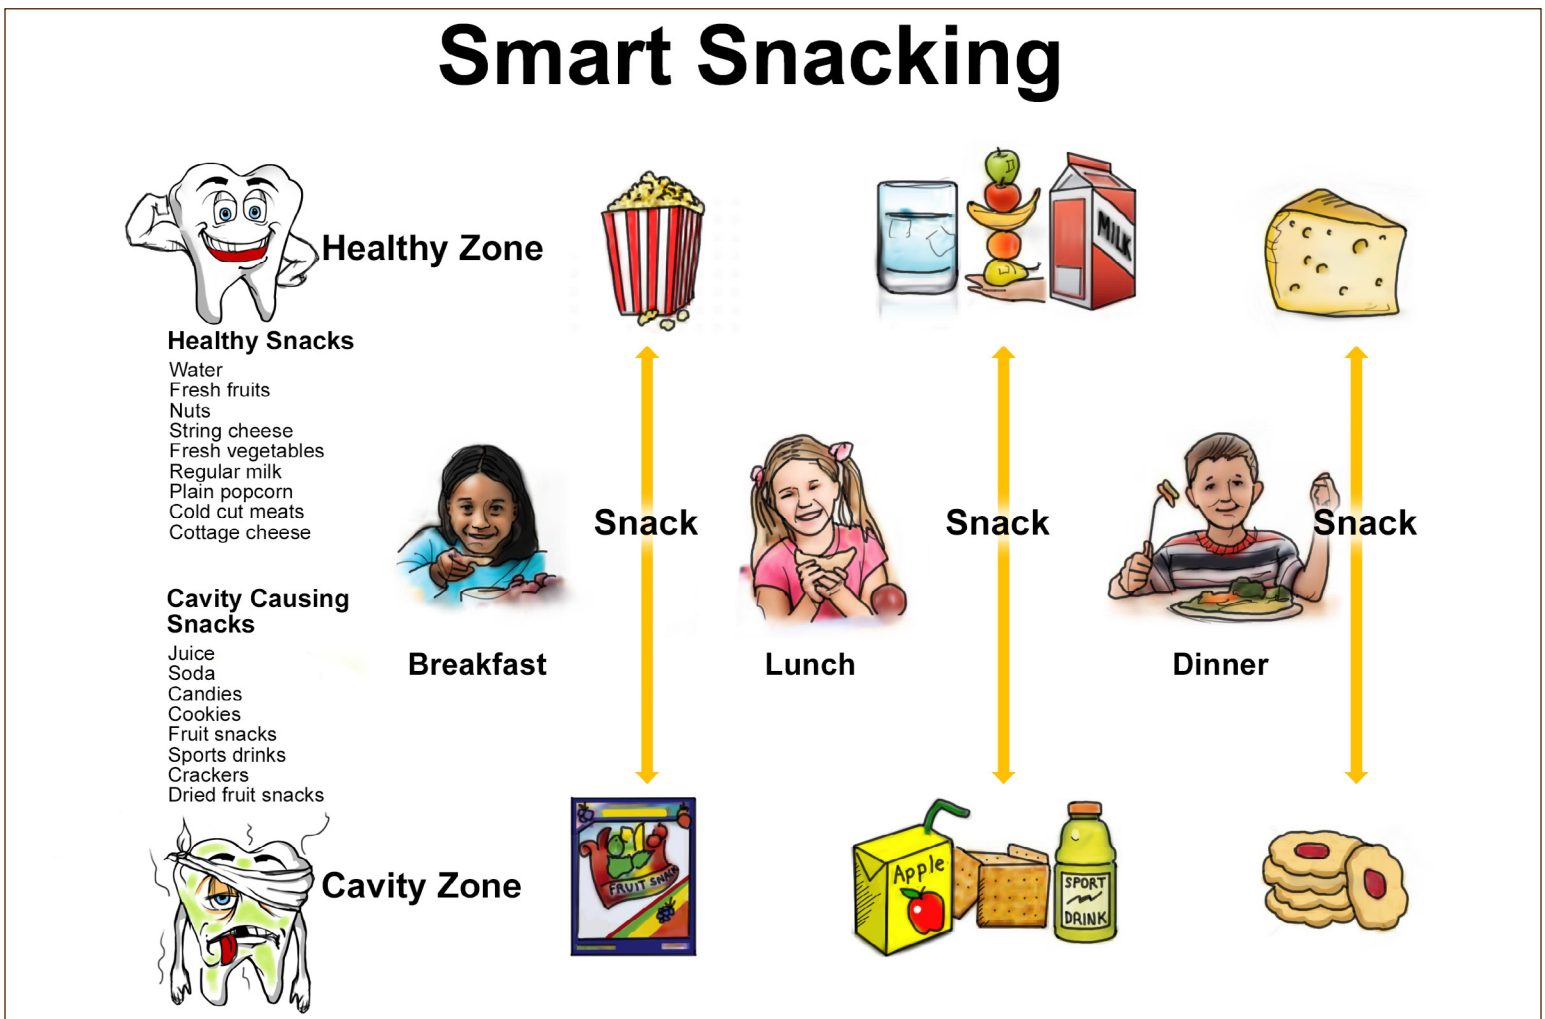 Smart Snacking
Healthy Zone
MILK
Healthy Snacks
Water
Fresh fruits
Nuts
String cheese
Fresh vegetables
Regular milk
Plain popcorn
Cold cut meats
Cottage cheese
Snack
Snack
Snack
Cavity Causing
Snacks
Juice
Soda
Candies
Cookies
Fruit snacks
Sports drinks
Crackers
Dried fruit snacks
Breakfast
Lunch
Dinner
Cavity Zone
FRUIT SNACK
Apple
SPORT
DRINK